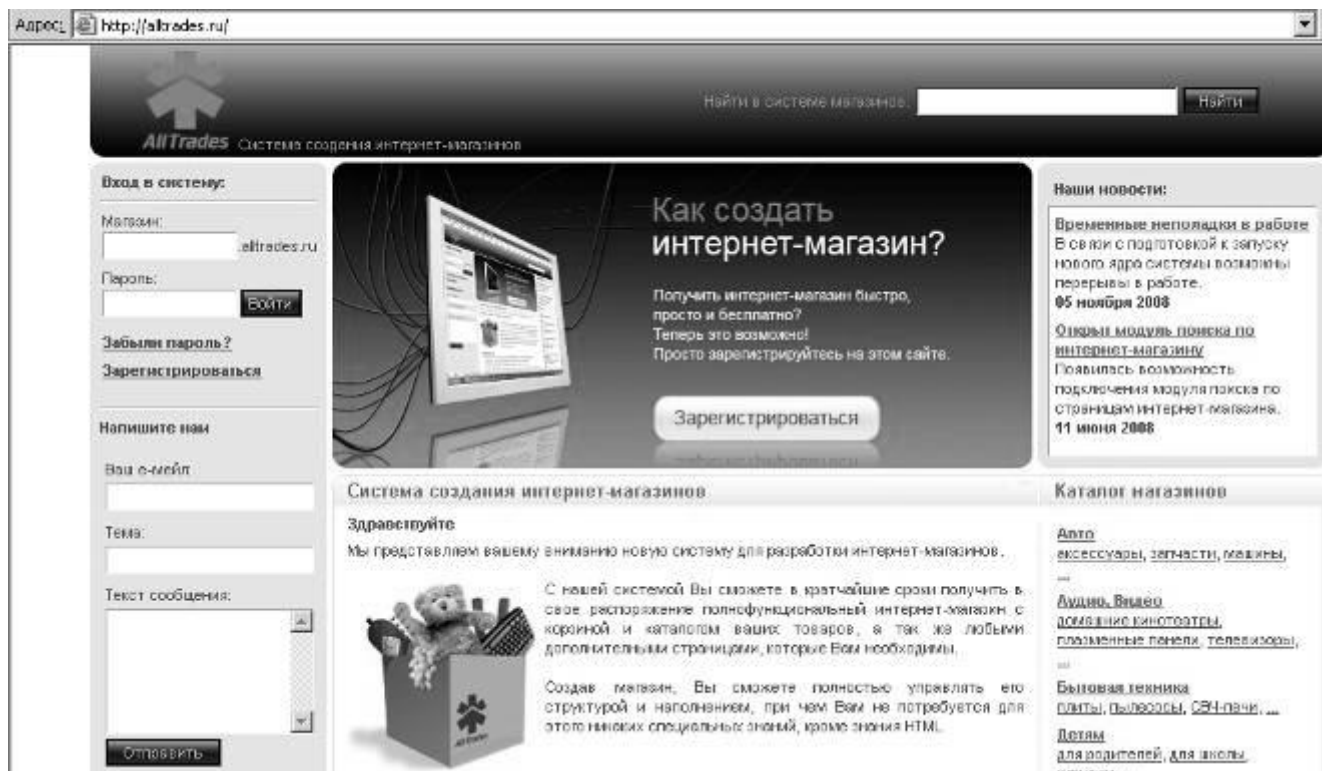 Адрес: http://alltrades.ru/
Найти в системе магазинов: Найти
AllTrades Система создания интернет-магазинов
Вход в систему:
Магазин:
.alltrades.ru
Пароль:
Войти
Забыли пароль?
Зарегистрироваться
Напишите нам
Ваш е-мейл
Тема:
Текст сообщения:
Отправить
Как создать
интернет-магазин?
Получить интернет-магазин быстро,
просто и бесплатно?
Теперь это возможно!
Просто зарегистрируйтесь на этом сайте.
Зарегистрироваться
Система создания интернет-магазинов
Здравствуйте
Мы представляем вашему вниманию новую систему для разработки интернет-магазинов.
С нашей системой Вы сможете в кратчайшие сроки получить в
свое распоряжение полнофункциональный интернет-магазин с
корзиной и каталогом ваших товаров, а так же любыми
дополнительными страницами, которые Вам необходимы.
Создав магазин, Вы сможете полностью управлять его
структурой и наполнением, при чем Вам не потребуется для
этого никаких специальных знаний, кроме знания HTML.
AllTrades
Наши новости:
Временные неполадки в работе
В связи с подготовкой к запуску
нового ядра системы возможны
перерывы в работе.
05 ноября 2008
Открыт модуль поиска по
интернет-магазину
Появилась возможность
подключения модуля поиска по
страницам интернет-магазина.
11 июня 2008
Каталог магазинов
Авто
аксессуары, запчасти, машины,
...
Аудио, Видео
домашние кинотеатры,
плазменные панели, телевизоры,
...
Бытовая техника
плиты, пылесосы, СВЧ-печи, ...
Детям
для родителей, для школы,